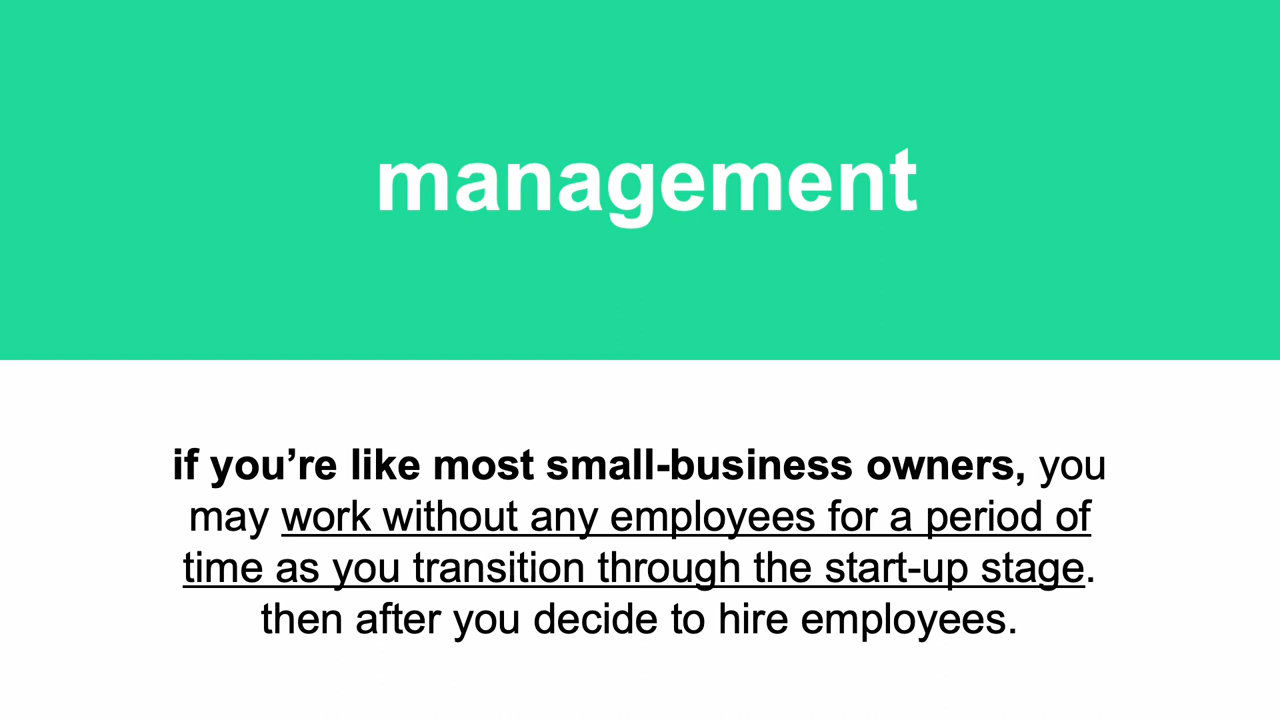 management
if you’re like most small-business owners, you
may work without any employees for a period of
time as you transition through the start-up stage.
then after you decide to hire employees.